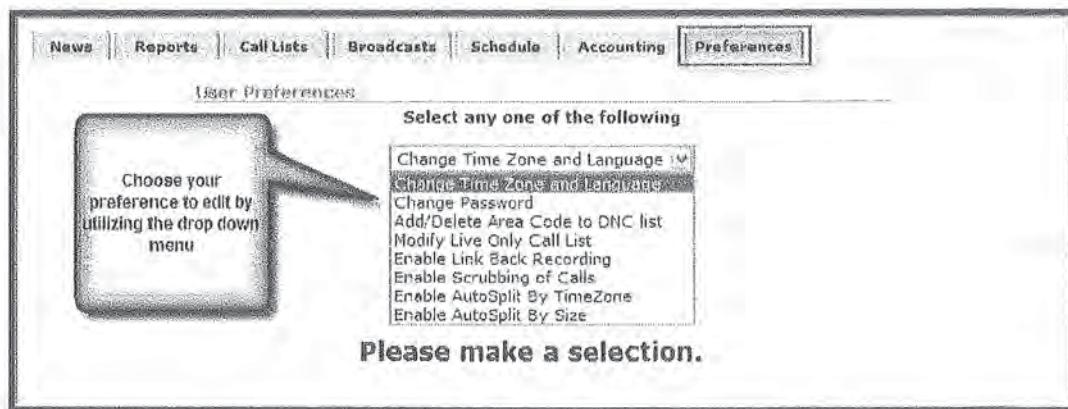 News Reports Call Lists Broadcasts Schedule Accounting Preferences
User Preferences
Select any one of the following
Choose your
preference to edit by
utilizing the drop down
menu
Change Time Zone and Language
Change Time Zone and Language
Change Password
Add/Delete Area Code to DNC list
Modify Live Only Call List
Enable Link Back Recording
Enable Scrubbing of Calls
Enable AutoSplit By TimeZone
Enable AutoSplit By Size
Please make a selection.